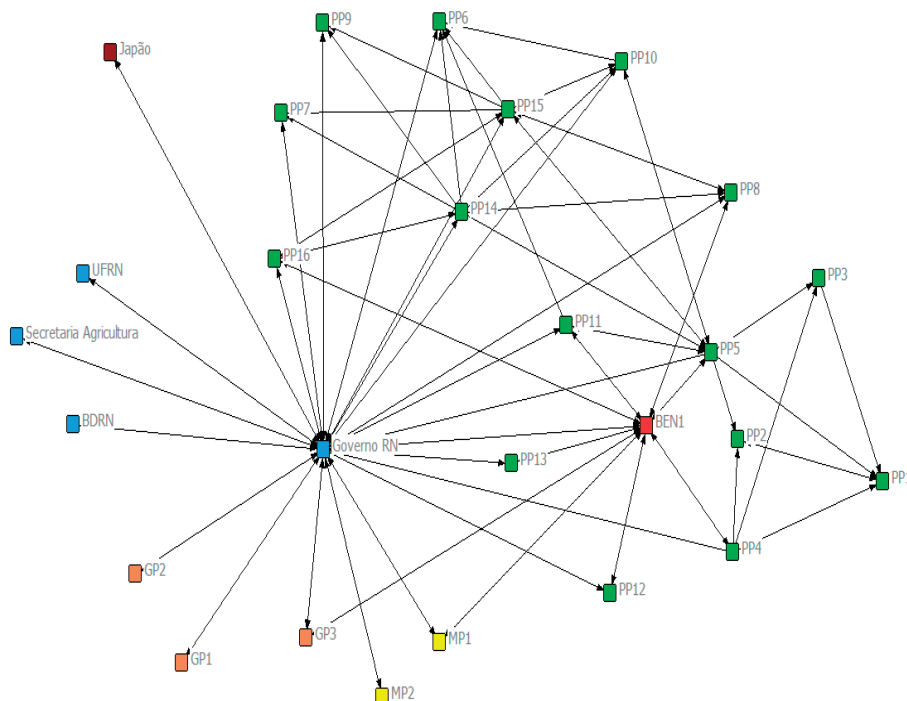 PP9
PP6
Japão
PP10
PP7
PP15
PP8
PP14
PP16
UFRN
PP3
Secretaria Agricultura
PP11
PP5
BDRN
BEN1
Governo RN
PP2
PP13
PP1
PP4
GP2
PP12
GP3
MP1
GP1
MP2